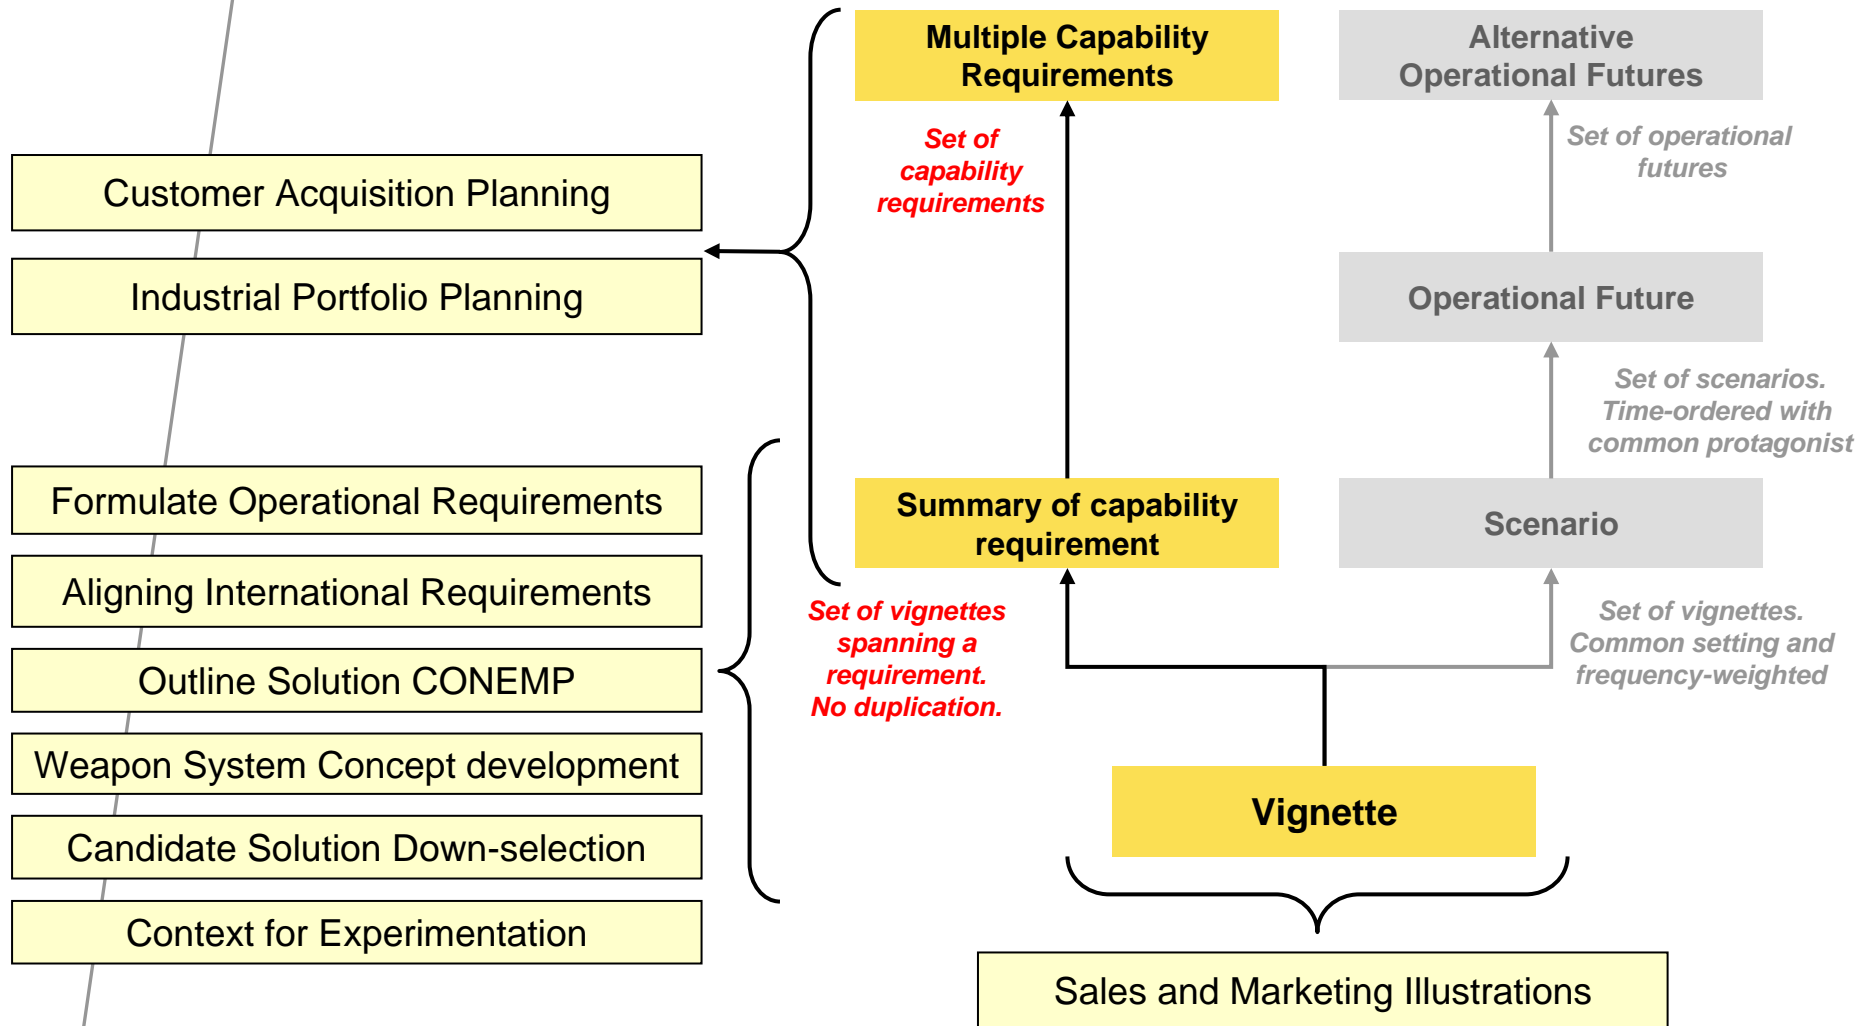 Multiple Capability
Requirements
Alternative
Operational Futures
Set of
capability
requirements
Set of operational
futures
Customer Acquisition Planning
Industrial Portfolio Planning
Operational Future
Set of scenarios.
Time-ordered with
common protagonist
Formulate Operational Requirements
Aligning International Requirements
Outline Solution CONEMP
Weapon System Concept development
Candidate Solution Down-selection
Context for Experimentation
Summary of capability
requirement
Scenario
Set of vignettes
spanning a
requirement.
No duplication.
Set of vignettes.
Common setting and
frequency-weighted
Vignette
Sales and Marketing Illustrations